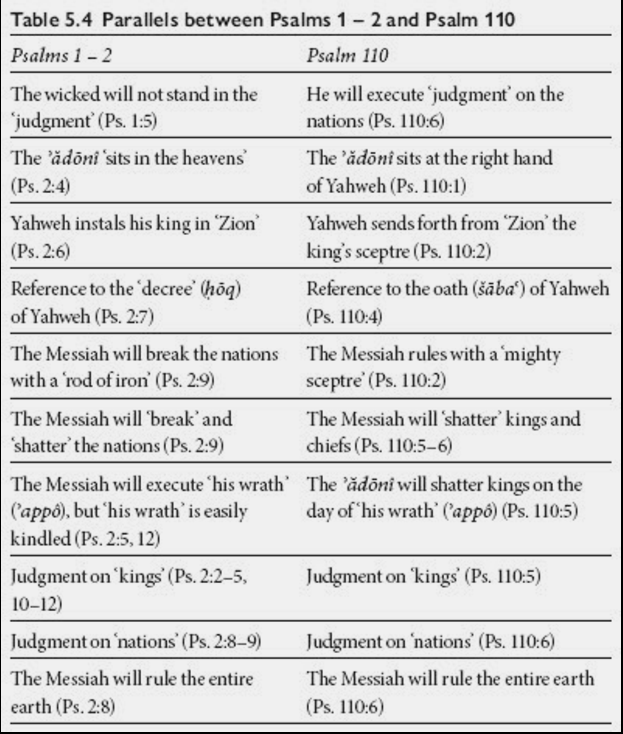 Table 5.4 Parallels between Psalms 1 – 2 and Psalm 110
Psalms 1 – 2
Psalm 110
The wicked will not stand in the
‘judgment’ (Ps. 1:5)
He will execute ‘judgment’ on the
nations (Ps. 110:6)
The ʾădōnî ‘sits in the heavens’
(Ps. 2:4)
The ʾădōnî sits at the right hand
of Yahweh (Ps. 110:1)
Yahweh instals his king in ‘Zion’
(Ps. 2:6)
Yahweh sends forth from ‘Zion’ the
king’s sceptre (Ps. 110:2)
Reference to the ‘decree’ (ḥōq)
of Yahweh (Ps. 2:7)
Reference to the oath (šābaʿ) of Yahweh
(Ps. 110:4)
The Messiah will break the nations
with a ‘rod of iron’ (Ps. 2:9)
The Messiah rules with a ‘mighty
sceptre’ (Ps. 110:2)
The Messiah will ‘break’ and
‘shatter’ the nations (Ps. 2:9)
The Messiah will ‘shatter’ kings and
chiefs (Ps. 110:5–6)
The Messiah will execute ‘his wrath’
(ʾappô), but ‘his wrath’ is easily
kindled (Ps. 2:5, 12)
The ʾădōnî will shatter kings on the
day of ‘his wrath’ (ʾappô) (Ps. 110:5)
Judgment on ‘kings’ (Ps. 2:2–5,
10–12)
Judgment on ‘kings’ (Ps. 110:5)
Judgment on ‘nations’ (Ps. 2:8–9)
Judgment on ‘nations’ (Ps. 110:6)
The Messiah will rule the entire
earth (Ps. 2:8)
The Messiah will rule the entire earth
(Ps. 110:6)